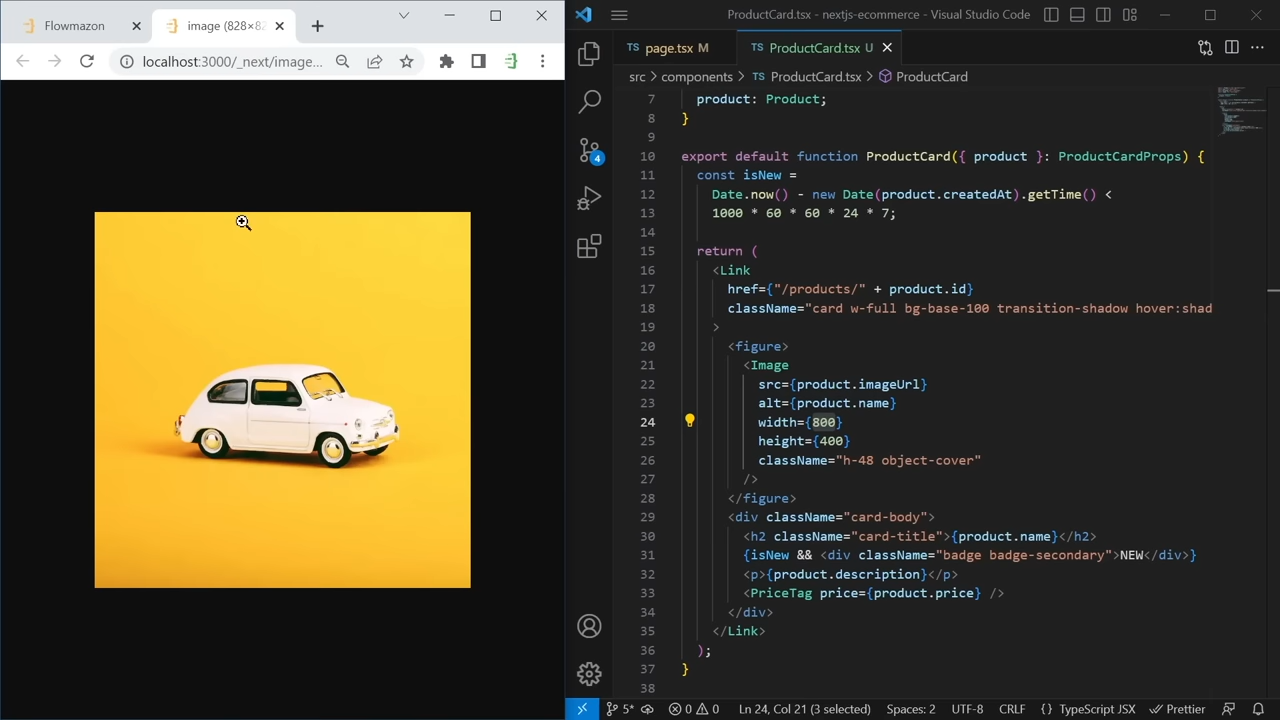 Flowmazon
image (828×82
localhost:3000/_next/image...
ProductCard.tsx - nextjs-ecommerce - Visual Studio Code
TS page.tsx M
TS ProductCard.tsx U
src > components > TS ProductCard.tsx > ProductCard
4
7 product: Product;
8 }
9
10 export default function ProductCard({ product }: ProductCardProps) {
11 const isNew =
12 Date.now() - new Date(product.createdAt).getTime() <
13 1000 * 60 * 60 * 24 * 7;
14
15 return (
16 <Link
17 href={"/products/" + product.id}
18 className="card w-full bg-base-100 transition-shadow hover:shad
19 >
20 <figure>
21 <Image
22 src={product.imageUrl}
23 alt={product.name}
24 width={800}
25 height={400}
26 className="h-48 object-cover"
27 />
28 </figure>
29 <div className="card-body">
30 <h2 className="card-title">{product.name}</h2>
31 {isNew && <div className="badge badge-secondary">NEW</div>}
32 <p>{product.description}</p>
33 <PriceTag price={product.price} />
34 </div>
35 </Link>
36 );
37 }
38
5* 0 0 Ln 24, Col 21 (3 selected) Spaces: 2 UTF-8 CRLF {} TypeScript JSX Prettier